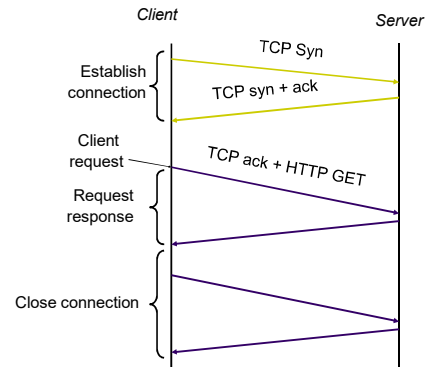 Client
Server
TCP Syn
Establish
connection
TCP syn + ack
Client
request
TCP ack + HTTP GET
Request
response
Close connection